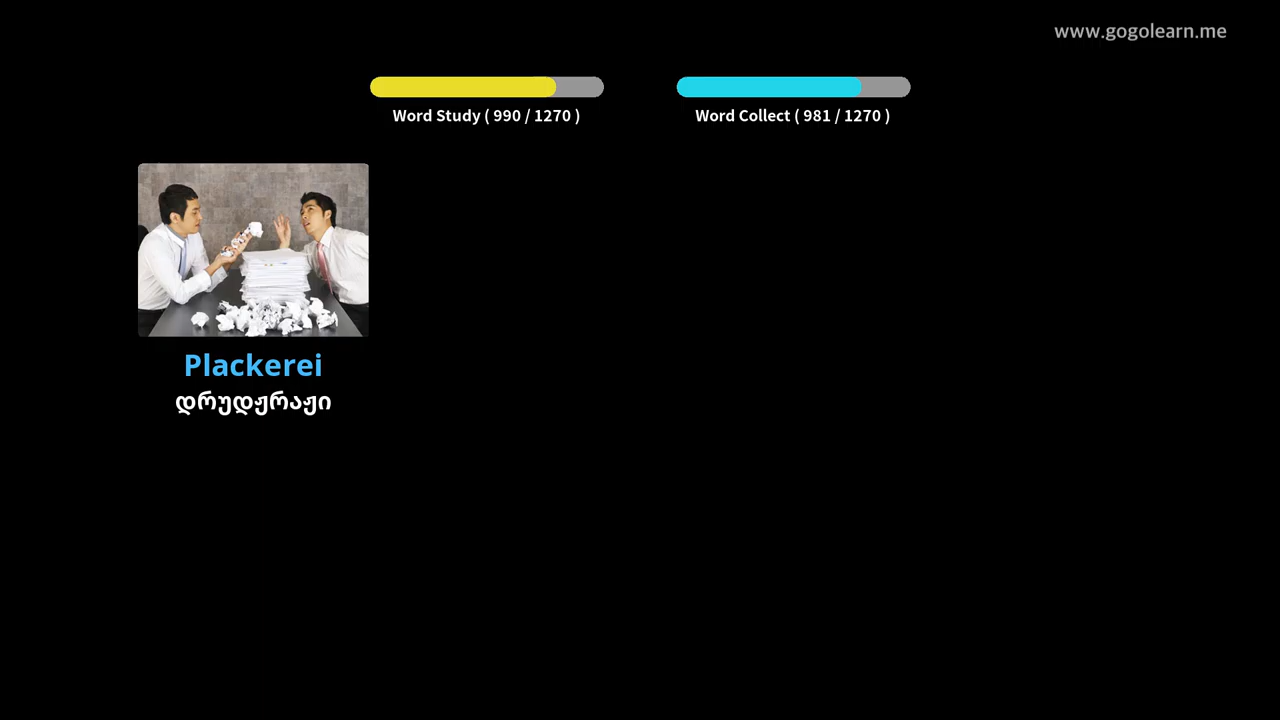 www.gogolearn.me
Word Study ( 990 / 1270 )
Word Collect ( 981 / 1270 )
Plackerei
დრუდჟრაჟი